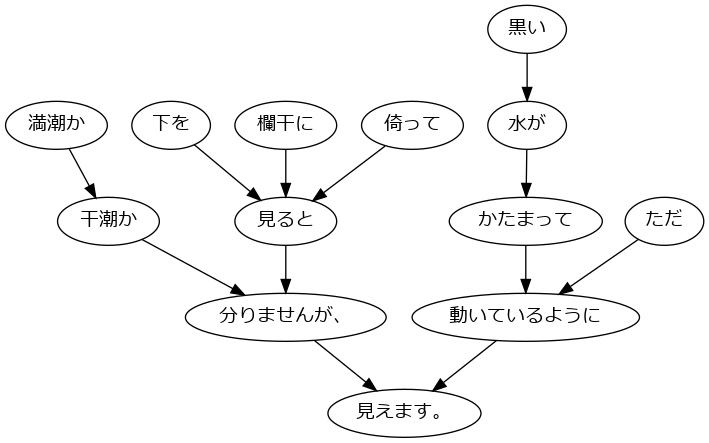 黒い
満潮か
下を
欄干に
倚って
水が
干潮か
見ると
かたまって
ただ
分りませんが、
動いているように
見えます。